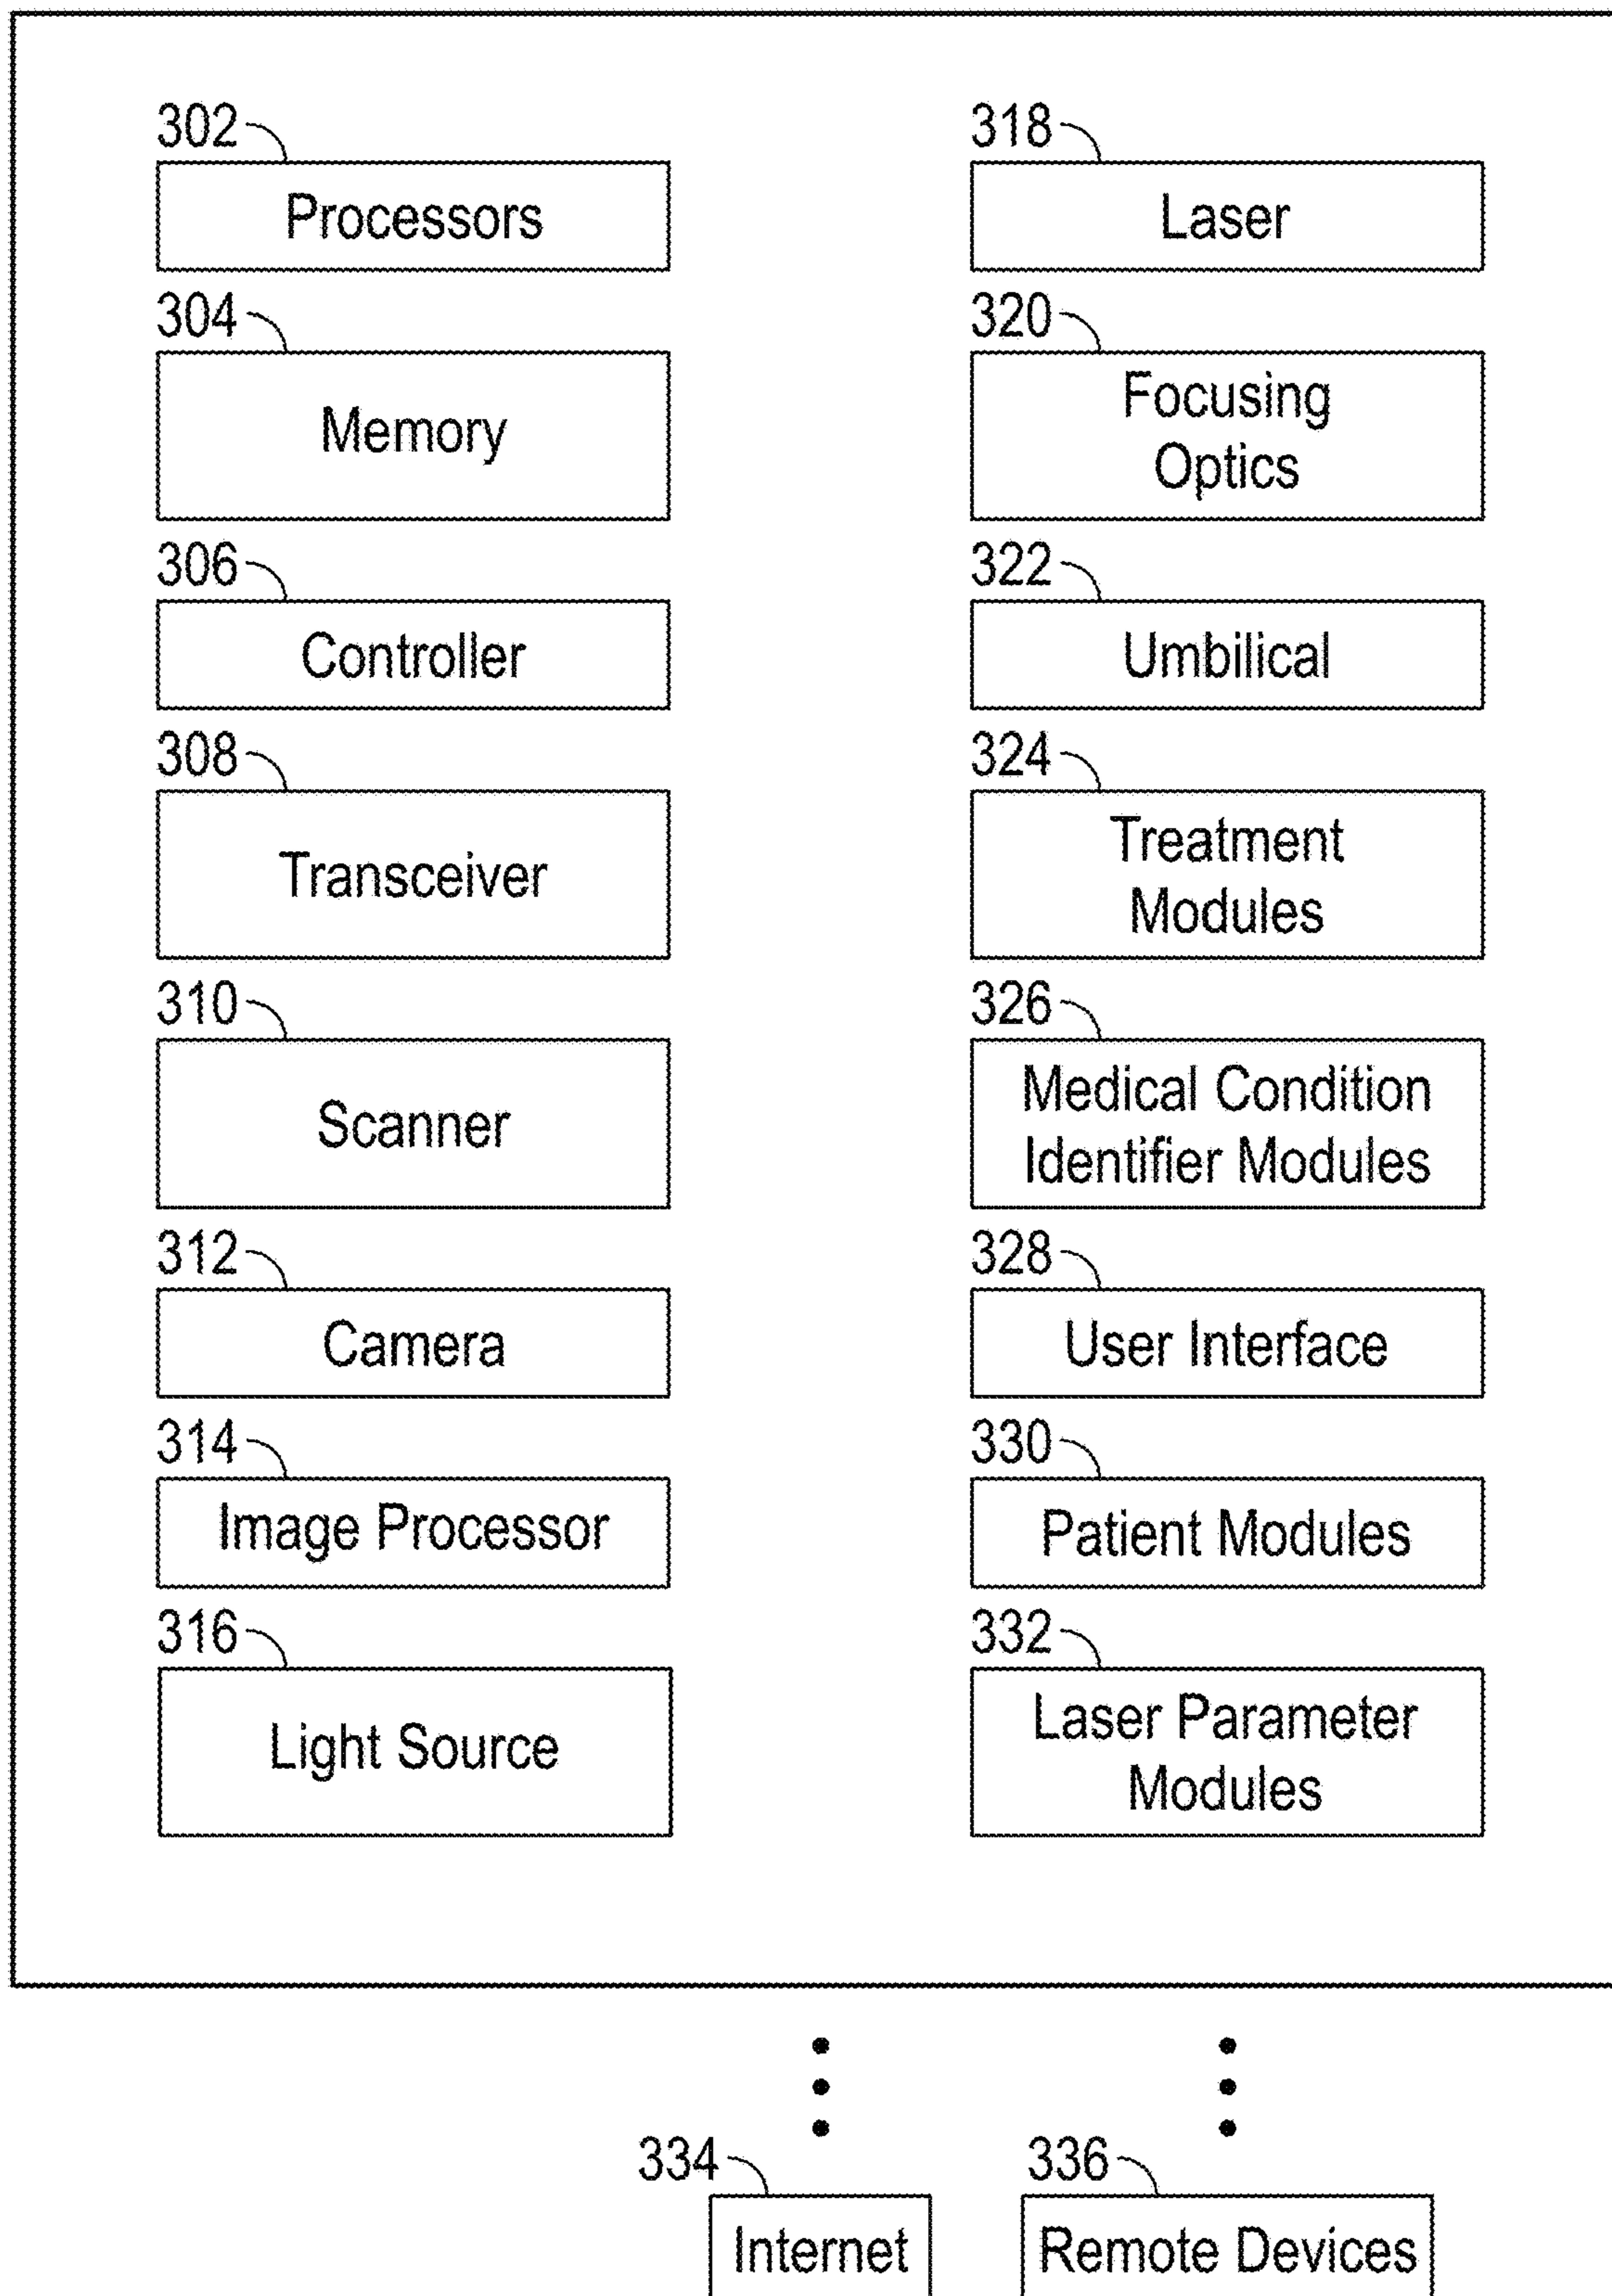 302
Processors
304
Memory
306
Controller
308
Transceiver
310
Scanner
312
Camera
314
Image Processor
316
Light Source
318
Laser
320
Focusing
Optics
322
Umbilical
324
Treatment
Modules
326
Medical Condition
Identifier Modules
328
User Interface
330
Patient Modules
332
Laser Parameter
Modules
334
Internet
336
Remote Devices